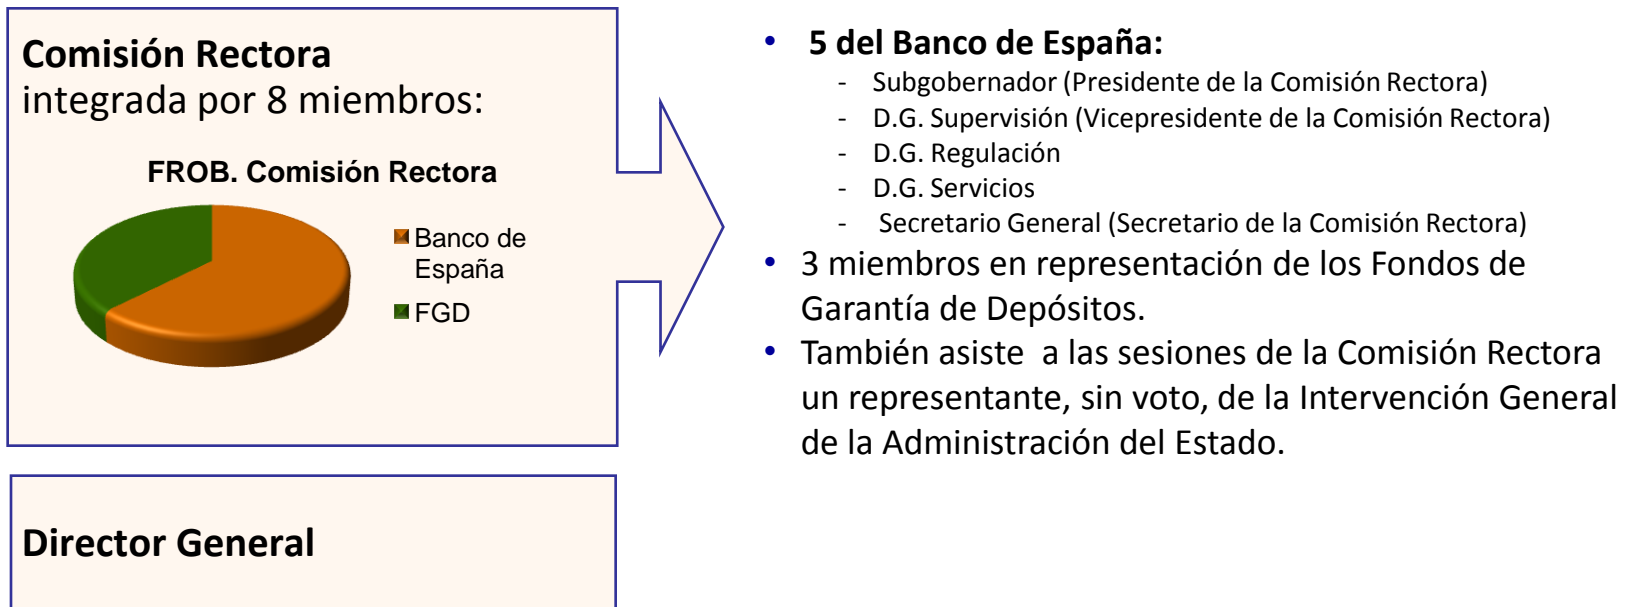 Comisión Rectora
integrada por 8 miembros:
FROB. Comisión Rectora
Banco de
España
FGD
Director General
• 5 del Banco de España:
- Subgobernador (Presidente de la Comisión Rectora)
- D.G. Supervisión (Vicepresidente de la Comisión Rectora)
- D.G. Regulación
- D.G. Servicios
- Secretario General (Secretario de la Comisión Rectora)
• 3 miembros en representación de los Fondos de
Garantía de Depósitos.
• También asiste a las sesiones de la Comisión Rectora
un representante, sin voto, de la Intervención General
de la Administración del Estado.